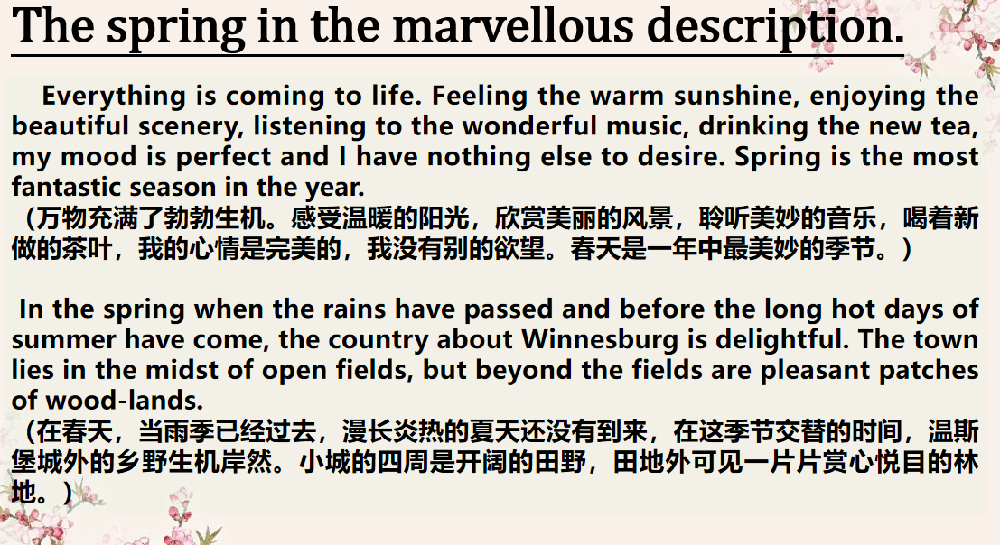 The spring in the marvellous description.
Everything is coming to life. Feeling the warm sunshine, enjoying the
beautiful scenery, listening to the wonderful music, drinking the new tea,
my mood is perfect and I have nothing else to desire. Spring is the most
fantastic season in the year.
（万物充满了勃勃生机。感受温暖的阳光，欣赏美丽的风景，聆听美妙的音乐，喝着新
做的茶叶，我的心情是完美的，我没有别的欲望。春天是一年中最美妙的季节。）
In the spring when the rains have passed and before the long hot days of
summer have come, the country about Winnesburg is delightful. The town
lies in the midst of open fields, but beyond the fields are pleasant patches
of wood-lands.
（在春天，当雨季已经过去，漫长炎热的夏天还没有到来，在这季节交替的时间，温斯
堡城外的乡野生机岸然。小城的四周是开阔的田野，田地外可见一片片赏心悦目的林
地。）